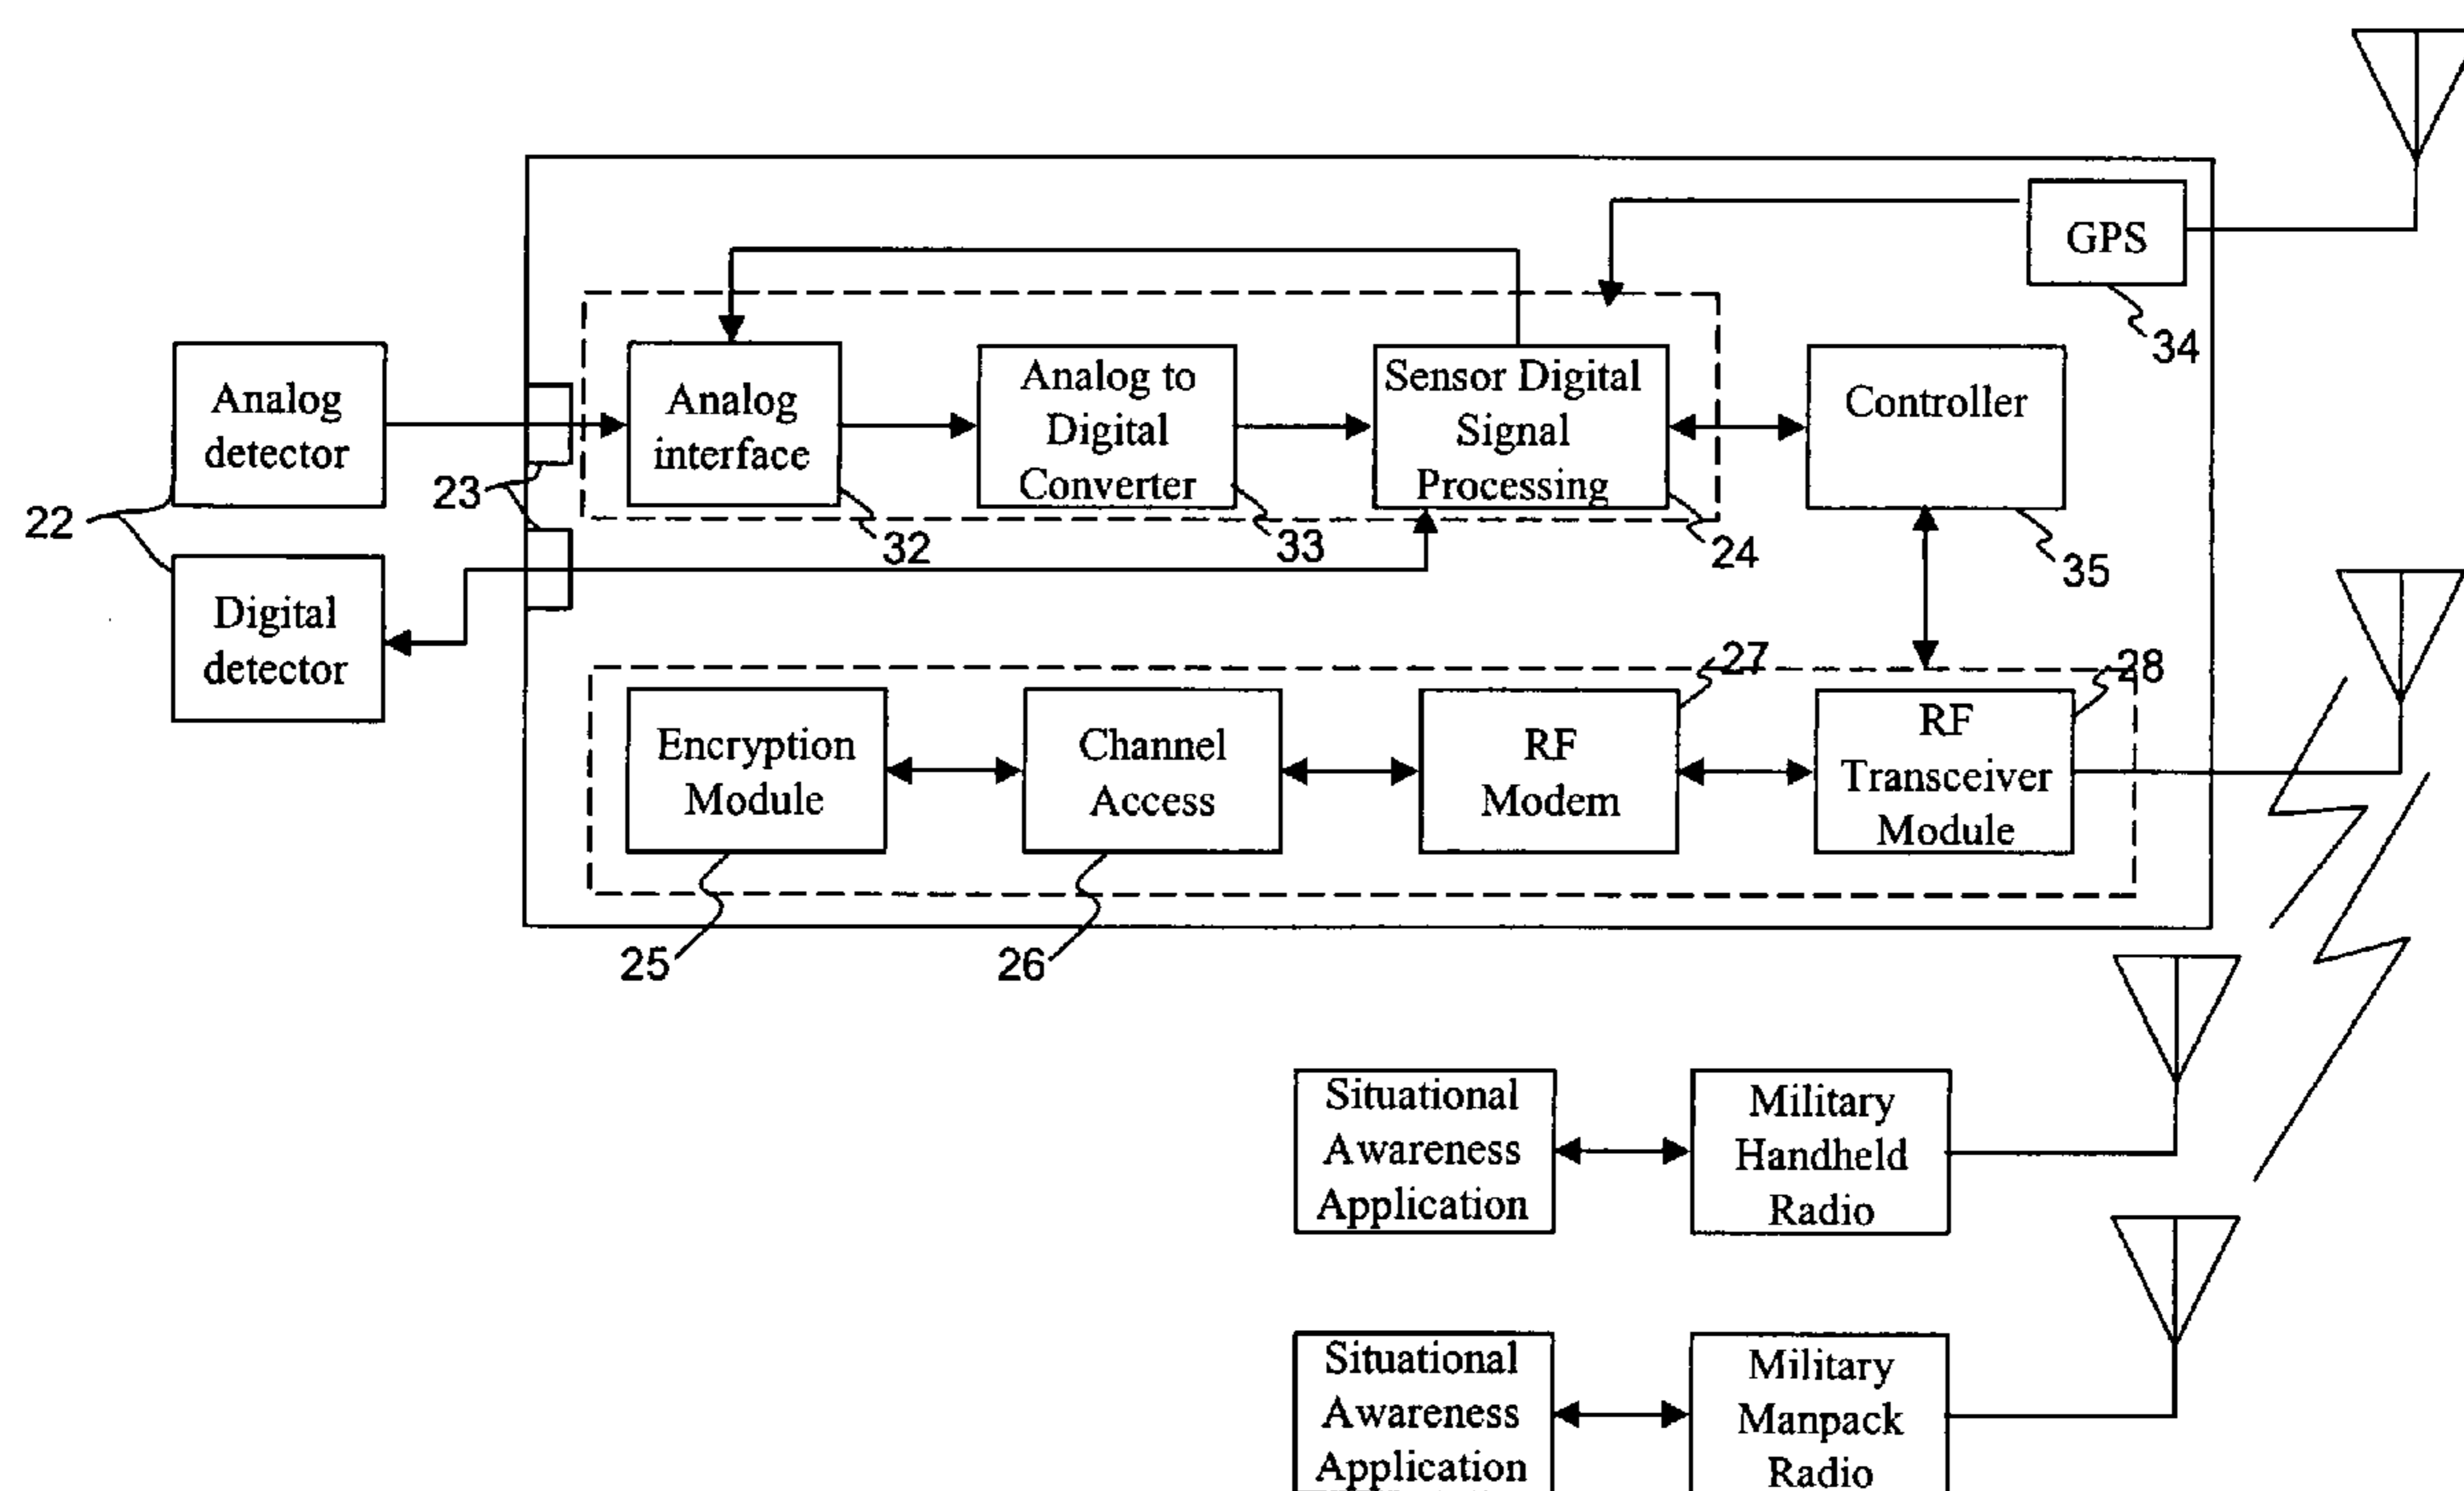 GPS
34
Analog
detector
Analog
interface
Analog to
Digital
Converter
Sensor Digital
Signal
Processing
Controller
22
23
32
33
24
35
Digital
detector
27
28
Encryption
Module
Channel
Access
RF
Modem
RF
Transceiver
Module
25
26
Situational
Awareness
Application
Military
Handheld
Radio
Situational
Awareness
Application
Military
Manpack
Radio